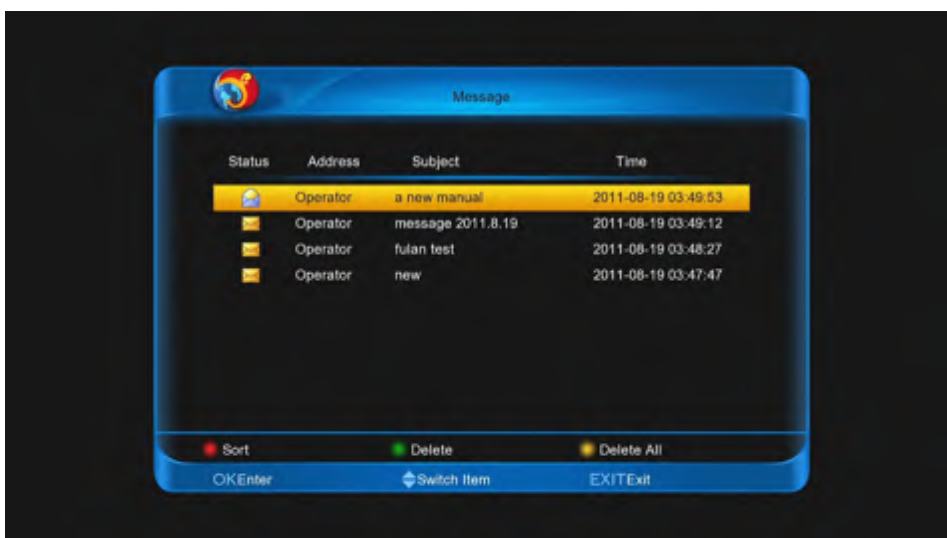 Message
Status Address Subject Time
Operator a new manual 2011-08-19 03:49:53
Operator message 2011.8.19 2011-08-19 03:49:12
Operator fulan test 2011-08-19 03:48:27
Operator new 2011-08-19 03:47:47
Sort Delete Delete All
OKEnter Switch Item EXITExit